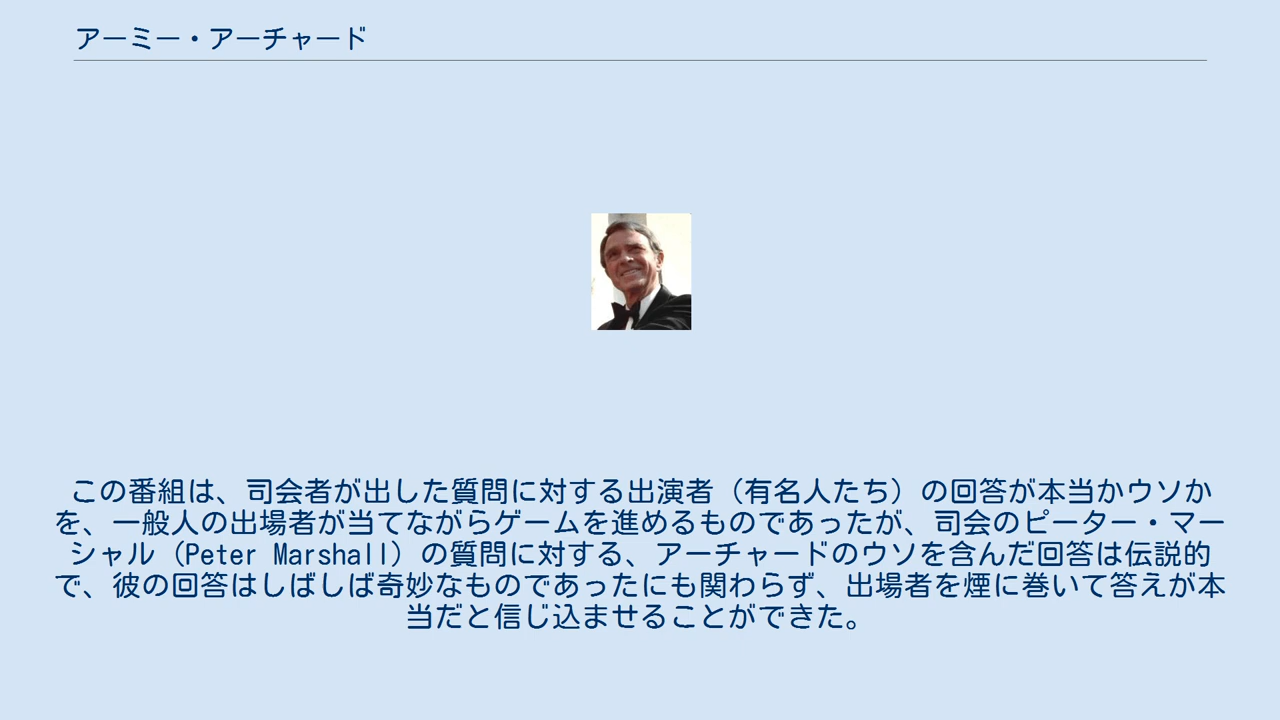 アーミー・アーチャード
この番組は、司会者が出した質問に対する出演者（有名人たち）の回答が本当かウソか
を、一般人の出場者が当てながらゲームを進めるものであったが、司会のピーター・マー
シャル（Peter Marshall）の質問に対する、アーチャードのウソを含んだ回答は伝説的
で、彼の回答はしばしば奇妙なものであったにも関わらず、出場者を煙に巻いて答えが本
当だと信じ込ませることができた。